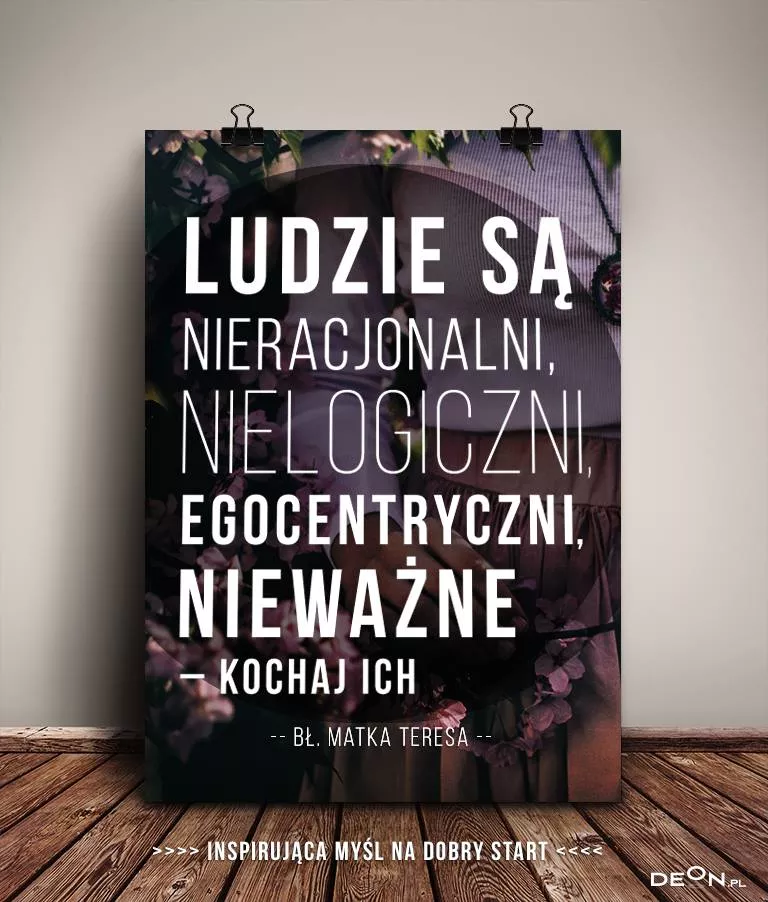 LUDZIE SĄ
NIERACJONALNI,
NIELOGICZNI,
EGOCENTRYCZNI,
NIEWAŻNE
– KOCHAJ ICH
-- BŁ. MATKA TERESA --
>>>> INSPIRUJĄCA MYŚL NA DOBRY START <<<<
DEON.PL